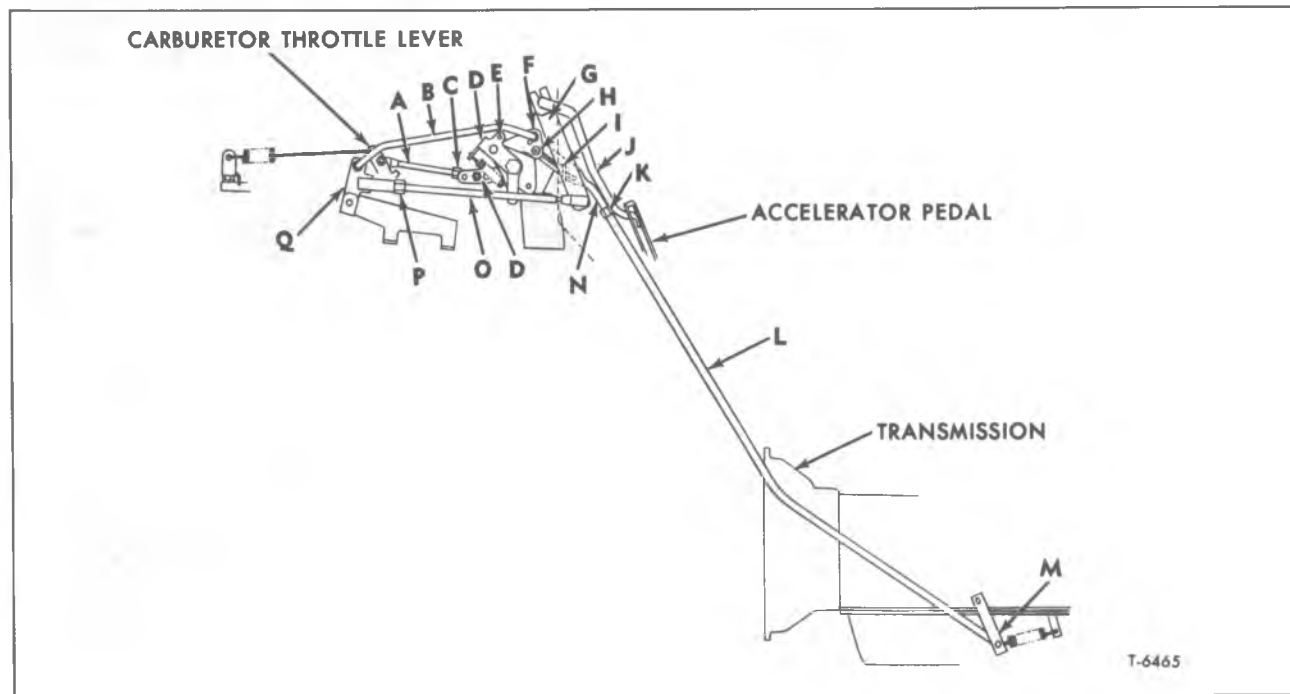 CARBURETOR THROTTLE LEVER
A
B
C
D
E
F
G
H
I
J
K
ACCELERATOR PEDAL
Q
P
O
D
N
L
TRANSMISSION
M
T-6465